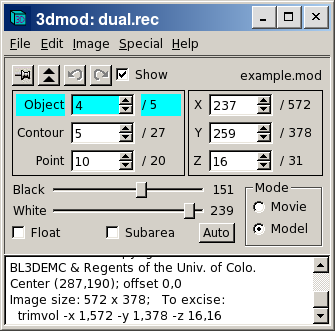 3dmod: dual.rec
File Edit Image Special Help
Show example.mod
Object 4 / 5 X 237 / 572
Contour 5 / 27 Y 259 / 378
Point 10 / 20 Z 16 / 31
Black 151
White 239
Mode
Movie
Model
Float Subarea Auto
BL3DEMC & Regents of the Univ. of Colo.
Center (287,190); offset 0,0
Image size: 572 x 378; To excise:
trimvol -x 1,572 -y 1,378 -z 16,16